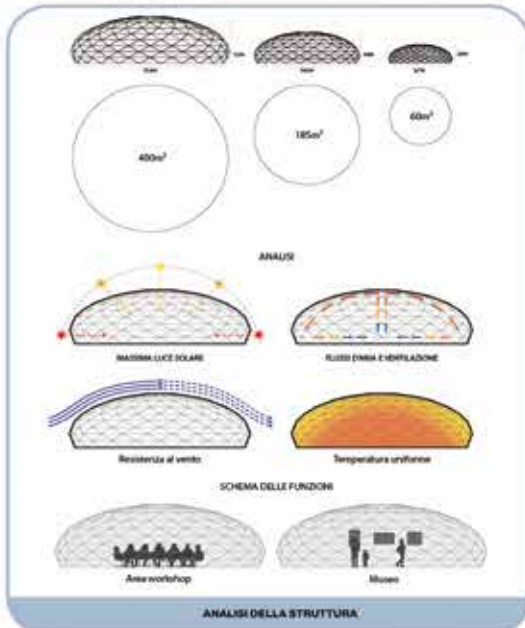 400m²
185m²
60m²
ANALISI
MASSIMA LUCE SOLARE
FLUSSI D'ARIA E VENTILAZIONE
Resistenza al vento
Temperatura uniforme
SCHEMA DELLE FUNZIONI
Area workshop
Museo
ANALISI DELLA STRUTTURA